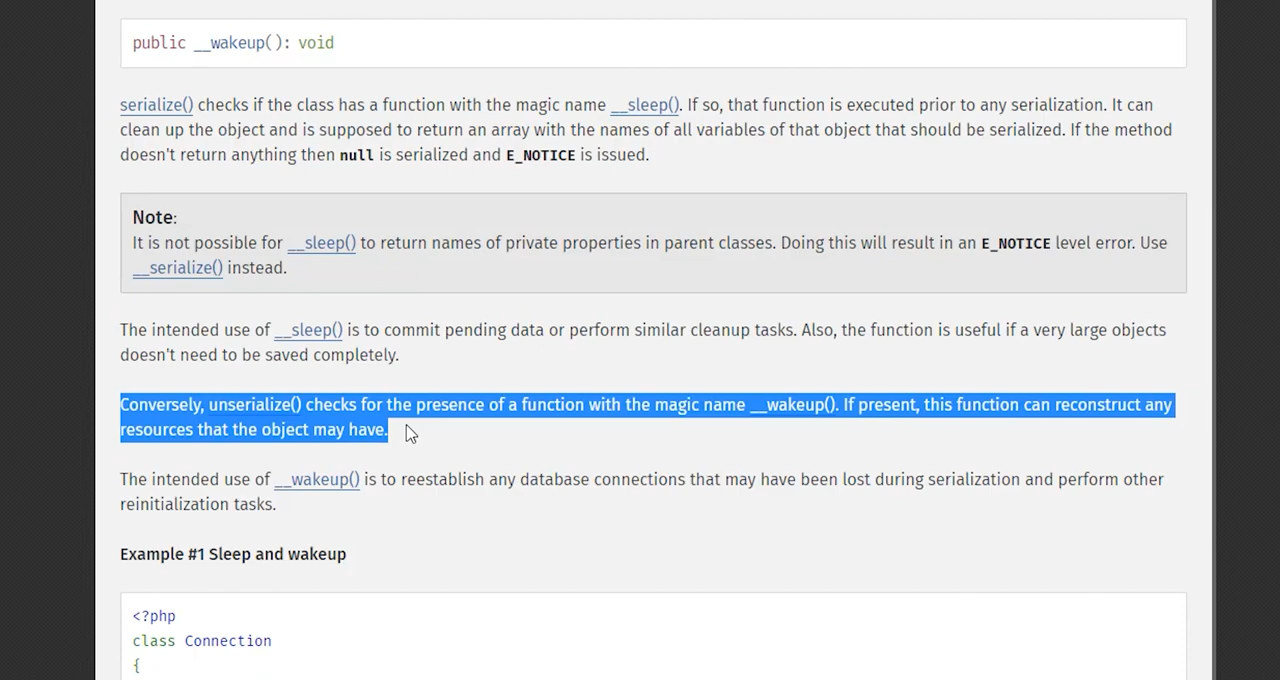 public __wakeup(): void
serialize() checks if the class has a function with the magic name __sleep(). If so, that function is executed prior to any serialization. It can
clean up the object and is supposed to return an array with the names of all variables of that object that should be serialized. If the method
doesn't return anything then null is serialized and E_NOTICE is issued.
Note:
It is not possible for __sleep() to return names of private properties in parent classes. Doing this will result in an E_NOTICE level error. Use
__serialize() instead.
The intended use of __sleep() is to commit pending data or perform similar cleanup tasks. Also, the function is useful if a very large objects
doesn't need to be saved completely.
Conversely, unserialize() checks for the presence of a function with the magic name __wakeup(). If present, this function can reconstruct any
resources that the object may have.
The intended use of __wakeup() is to reestablish any database connections that may have been lost during serialization and perform other
reinitialization tasks.
Example #1 Sleep and wakeup
<?php
class Connection
{